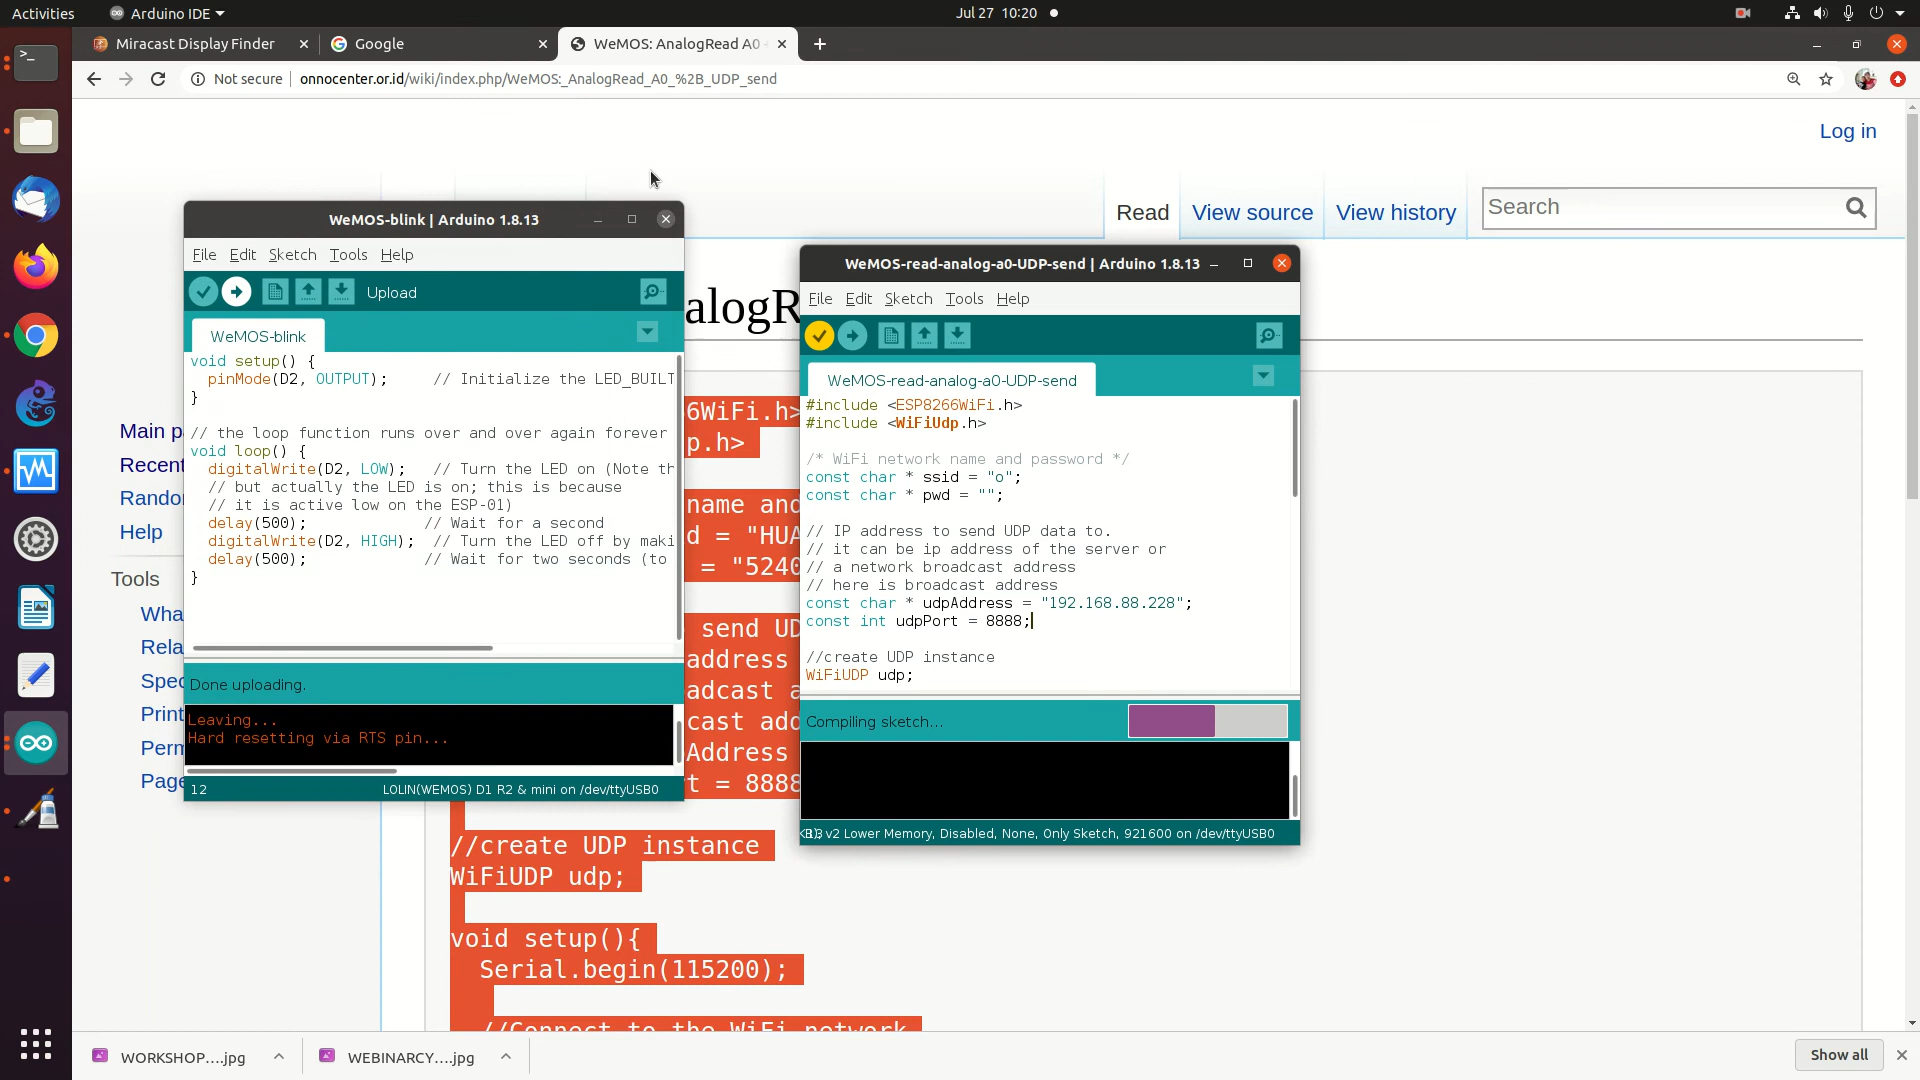 Activities
Arduino IDE
Jul 27 10:20
Miracast Display Finder
Google
WeMOS: AnalogRead A0
Not secure
onnocenter.or.id/wiki/index.php/WeMOS:_AnalogRead_A0_%2B_UDP_send
Log in
Read
View source
View history
Search
alogR
Main p
Recent
Rando
Help
Tools
Wha
Rela
Spec
Print
Perm
Page
WeMOS-blink | Arduino 1.8.13
File Edit Sketch Tools Help
Upload
WeMOS-blink
void setup() {
pinMode(D2, OUTPUT); // Initialize the LED_BUILT
}
// the loop function runs over and over again forever
void loop() {
digitalWrite(D2, LOW); // Turn the LED on (Note th
// but actually the LED is on; this is because
// it is active low on the ESP-01)
delay(500); // Wait for a second
digitalWrite(D2, HIGH); // Turn the LED off by maki
delay(500); // Wait for two seconds (to
}
Done uploading.
Leaving...
Hard resetting via RTS pin...
12
LOLIN(WEMOS) D1 R2 & mini on /dev/ttyUSB0
WeMOS-read-analog-a0-UDP-send | Arduino 1.8.13
File Edit Sketch Tools Help
WeMOS-read-analog-a0-UDP-send
#include <ESP8266WiFi.h>
#include <WiFiUdp.h>
/* WiFi network name and password */
const char * ssid = "o";
const char * pwd = "";
// IP address to send UDP data to.
// it can be ip address of the server or
// a network broadcast address
// here is broadcast address
const char * udpAddress = "192.168.88.228";
const int udpPort = 8888;
//create UDP instance
WiFiUDP udp;
Compiling sketch...
v2 Lower Memory, Disabled, None, Only Sketch, 921600 on /dev/ttyUSB0
6WiFi.h>
p.h>
name and
d = "HUA
= "5240
send UD
address
adcast a
cast add
Address
t = 8888
//create UDP instance
WiFiUDP udp;
void setup(){
Serial.begin(115200);
//Connect to the WiFi network
WORKSHOP....jpg
WEBINARCY....jpg
Show all